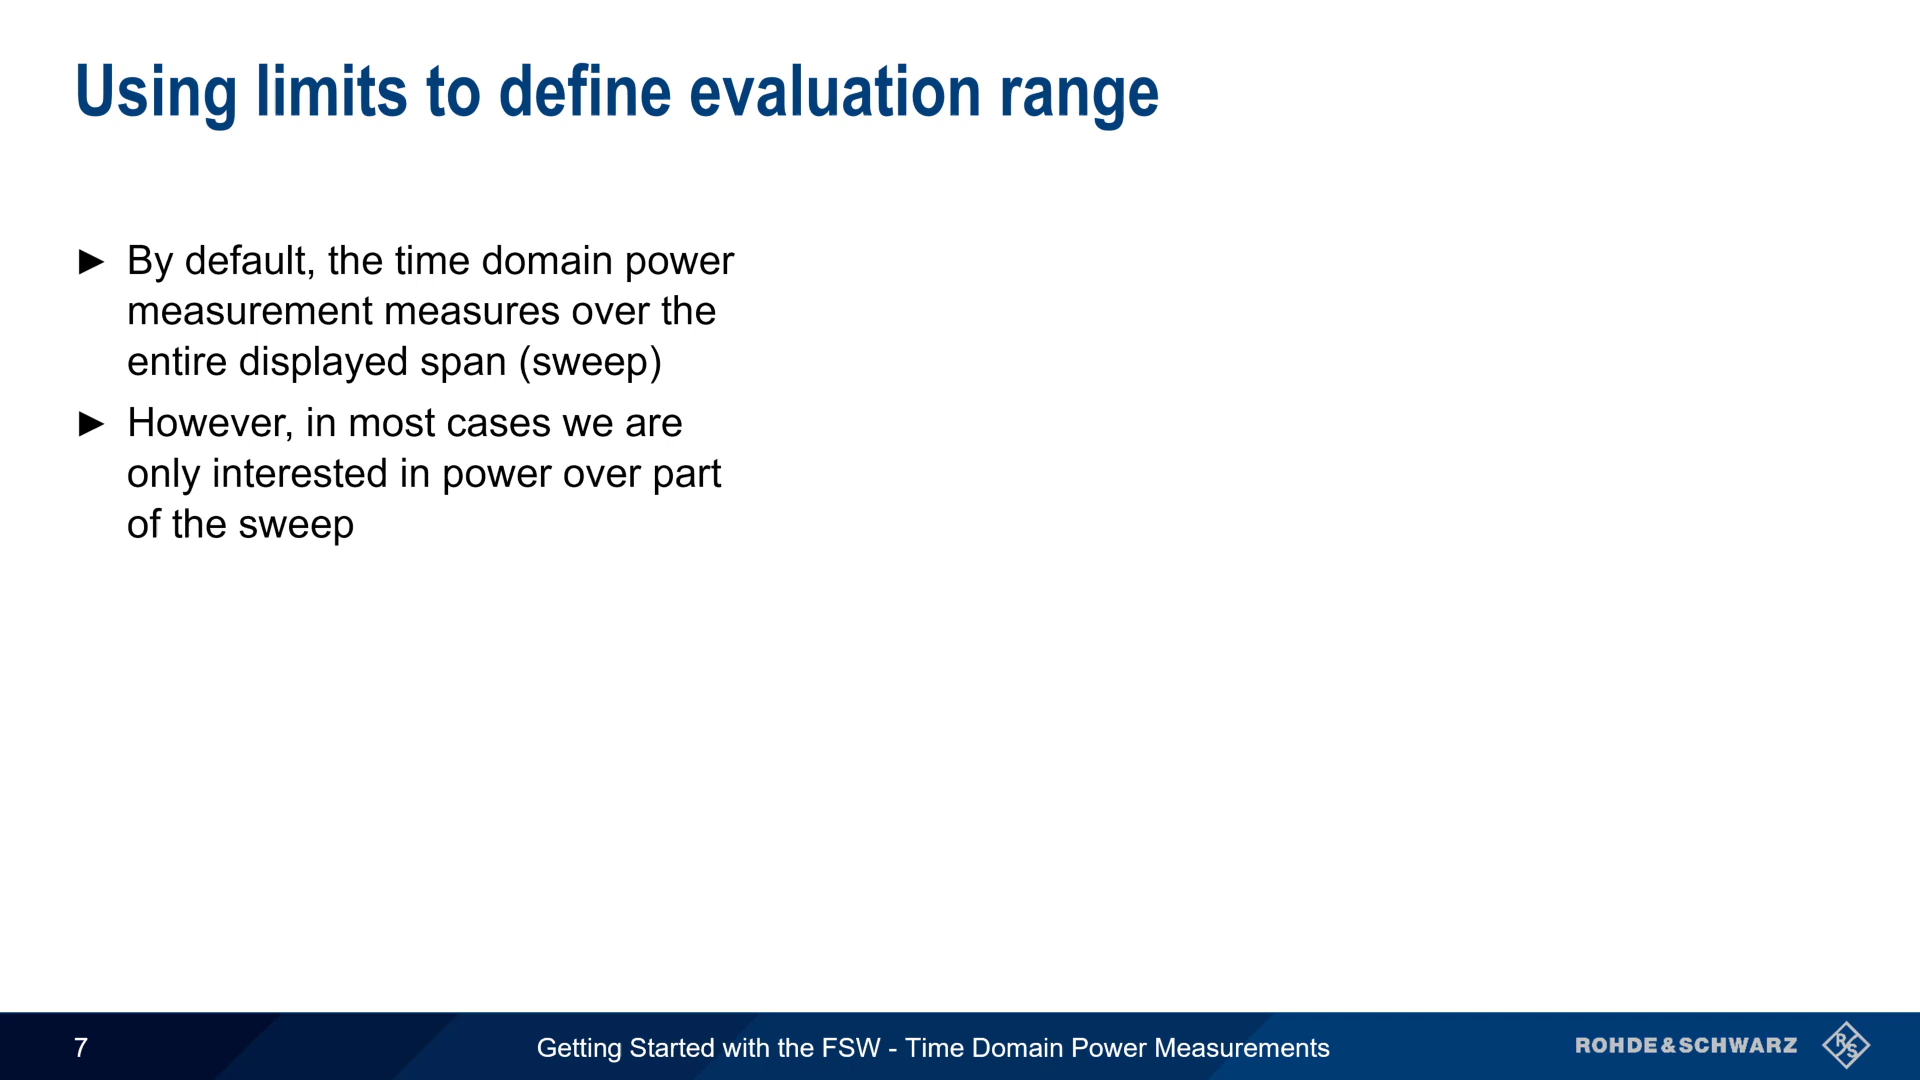 Using limits to define evaluation range
► By default, the time domain power
measurement measures over the
entire displayed span (sweep)
► However, in most cases we are
only interested in power over part
of the sweep
7
Getting Started with the FSW - Time Domain Power Measurements
ROHDE&SCHWARZ
R&S